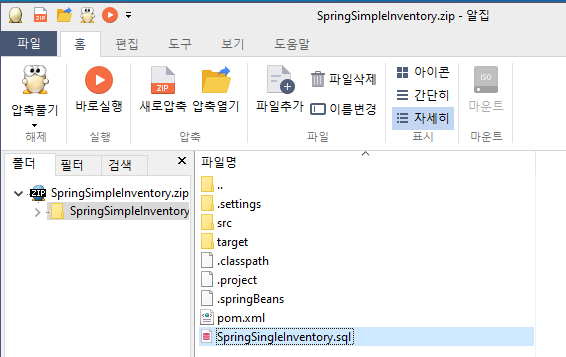 SpringSimpleInventory.zip - 알집
파일 홈 편집 도구 보기 도움말
압축풀기 바로실행 새로압축 압축열기 파일추가 파일삭제 이름변경 아이콘 간단히 자세히 마운트
해제 실행 압축 파일 표시 마운트
폴더 필터 검색
SpringSimpleInventory.zip
SpringSimpleInventory
파일명
..
.settings
src
target
.classpath
.project
.springBeans
pom.xml
SpringSingleInventory.sql